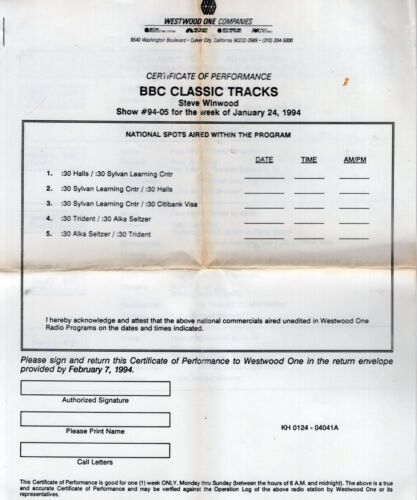 WESTWOOD ONE COMPANIES
9540 Washington Boulevard • Culver City, California 90232-2689 • (310) 204-5000
CERTIFICATE OF PERFORMANCE
BBC CLASSIC TRACKS
Steve Winwood
Show #94-05 for the week of January 24, 1994
NATIONAL SPOTS AIRED WITHIN THE PROGRAM
DATE TIME AM/PM
1. :30 Halls / :30 Sylvan Learning Cntr
2. :30 Sylvan Learning Cntr / :30 Halls
3. :30 Sylvan Learning Cntr / :30 Citibank Visa
4. :30 Trident / :30 Alka Seltzer
5. :30 Alka Seltzer / :30 Trident
I hereby acknowledge and attest that the above national commercials aired unedited in Westwood One
Radio Programs on the dates and times indicated.
Please sign and return this Certificate of Performance to Westwood One in the return envelope
provided by February 7, 1994.
Authorized Signature
Please Print Name
KH 0124 - 04041A
Call Letters
This Certificate of Performance is good for one (1) week ONLY, Monday thru Sunday (between the hours of 6 A.M. and midnight). The above is a true
and accurate Certificate of Performance and may be verified against the Operation Log of the above radio station by Westwood One or its
representatives.